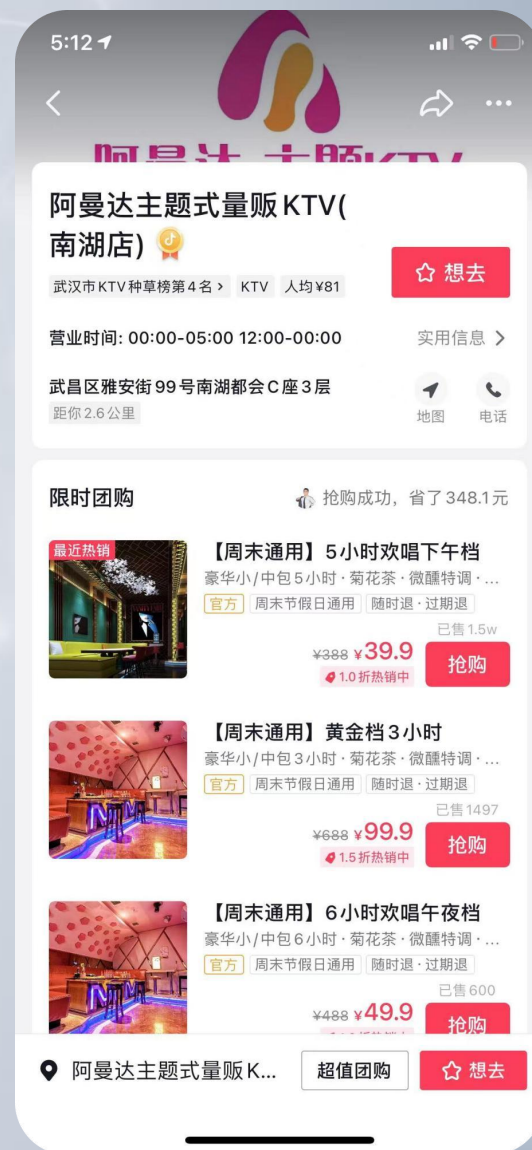 5:12
阿曼达 主题KTV
阿曼达主题式量贩KTV(
南湖店)
武汉市KTV种草榜第4名 > KTV 人均¥81
想去
营业时间: 00:00-05:00 12:00-00:00
实用信息 >
武昌区雅安街99号南湖都会C座3层
距你2.6公里
地图 电话
限时团购
抢购成功, 省了348.1元
最近热销
【周末通用】5小时欢唱下午档
豪华小/中包5小时·菊花茶·微醺特调·...
官方 周末节假日通用 随时退·过期退
已售1.5w
¥388 ¥39.9
抢购
1.0折热销中
【周末通用】黄金档3小时
豪华小/中包3小时·菊花茶·微醺特调·...
官方 周末节假日通用 随时退·过期退
已售1497
¥688 ¥99.9
抢购
1.5折热销中
【周末通用】6小时欢唱午夜档
豪华小/中包6小时·菊花茶·微醺特调·...
官方 周末节假日通用 随时退·过期退
已售600
¥488 ¥49.9
抢购
阿曼达主题式量贩K...
超值团购
想去